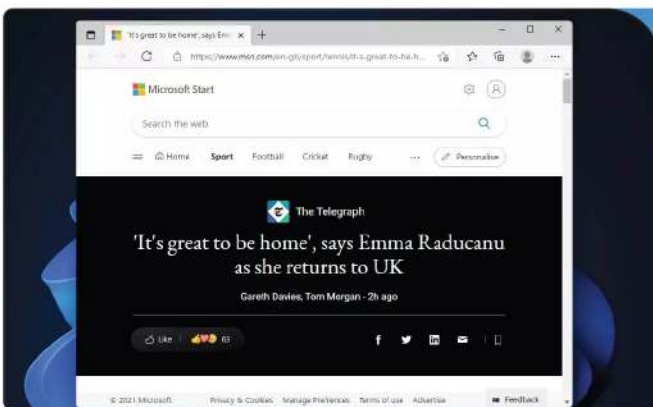 'It's great to be home', says Em
https://www.msn.com/en-gb/sport/tennis/it-s-great-to-be-h...
Microsoft Start
Search the web
Home Sport Football Cricket Rugby ... Personalise
The Telegraph
'It's great to be home', says Emma Raducanu
as she returns to UK
Gareth Davies, Tom Morgan - 2h ago
Like 63
© 2021 Microsoft Privacy & Cookies Manage Preferences Terms of use Advertise Feedback